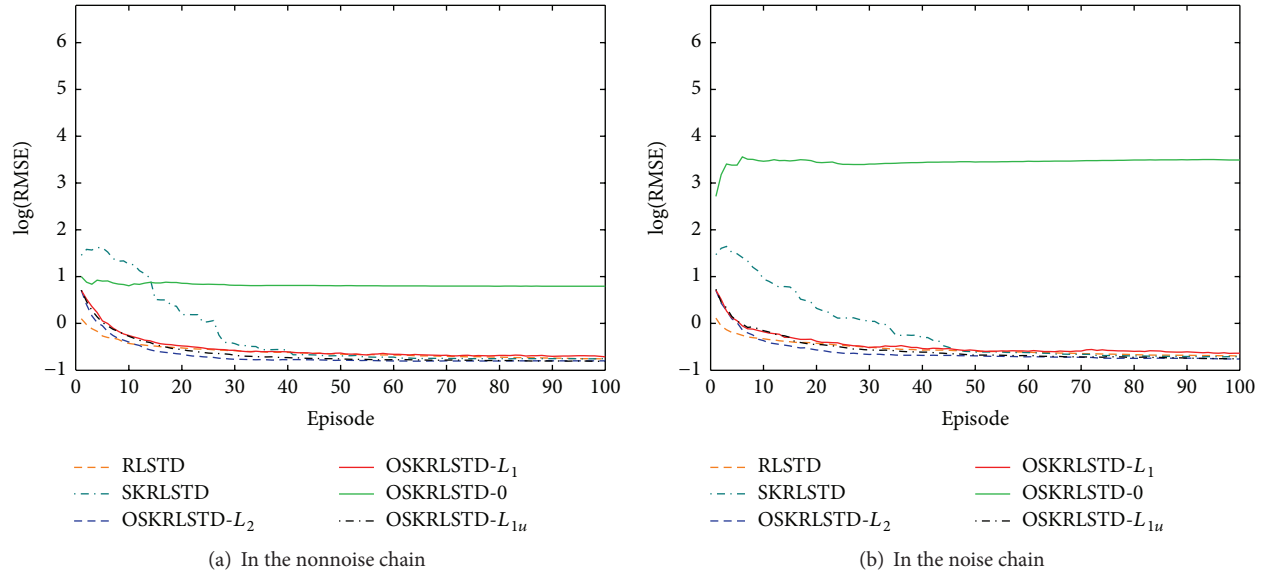 6
5
4
3
2
1
0
−1
log(RMSE)
0 10 20 30 40 50 60 70 80 90 100
Episode
RLSTD
SKRLSTD
OSKRLSTD-L₂
OSKRLSTD-L₁
OSKRLSTD-0
OSKRLSTD-L₁ᵤ
(a) In the nonnoise chain
6
5
4
3
2
1
0
−1
log(RMSE)
0 10 20 30 40 50 60 70 80 90 100
Episode
RLSTD
SKRLSTD
OSKRLSTD-L₂
OSKRLSTD-L₁
OSKRLSTD-0
OSKRLSTD-L₁ᵤ
(b) In the noise chain